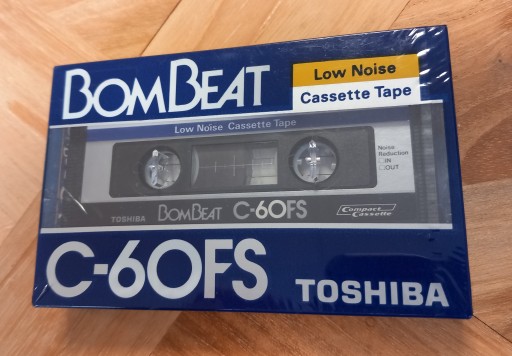 BOMBEAT
Low Noise
Cassette Tape
Low Noise Cassette Tape
Noise
Reduction
□IN
□OUT
TOSHIBA BOMBEAT C-60FS Compact Cassette
C-60FS
TOSHIBA